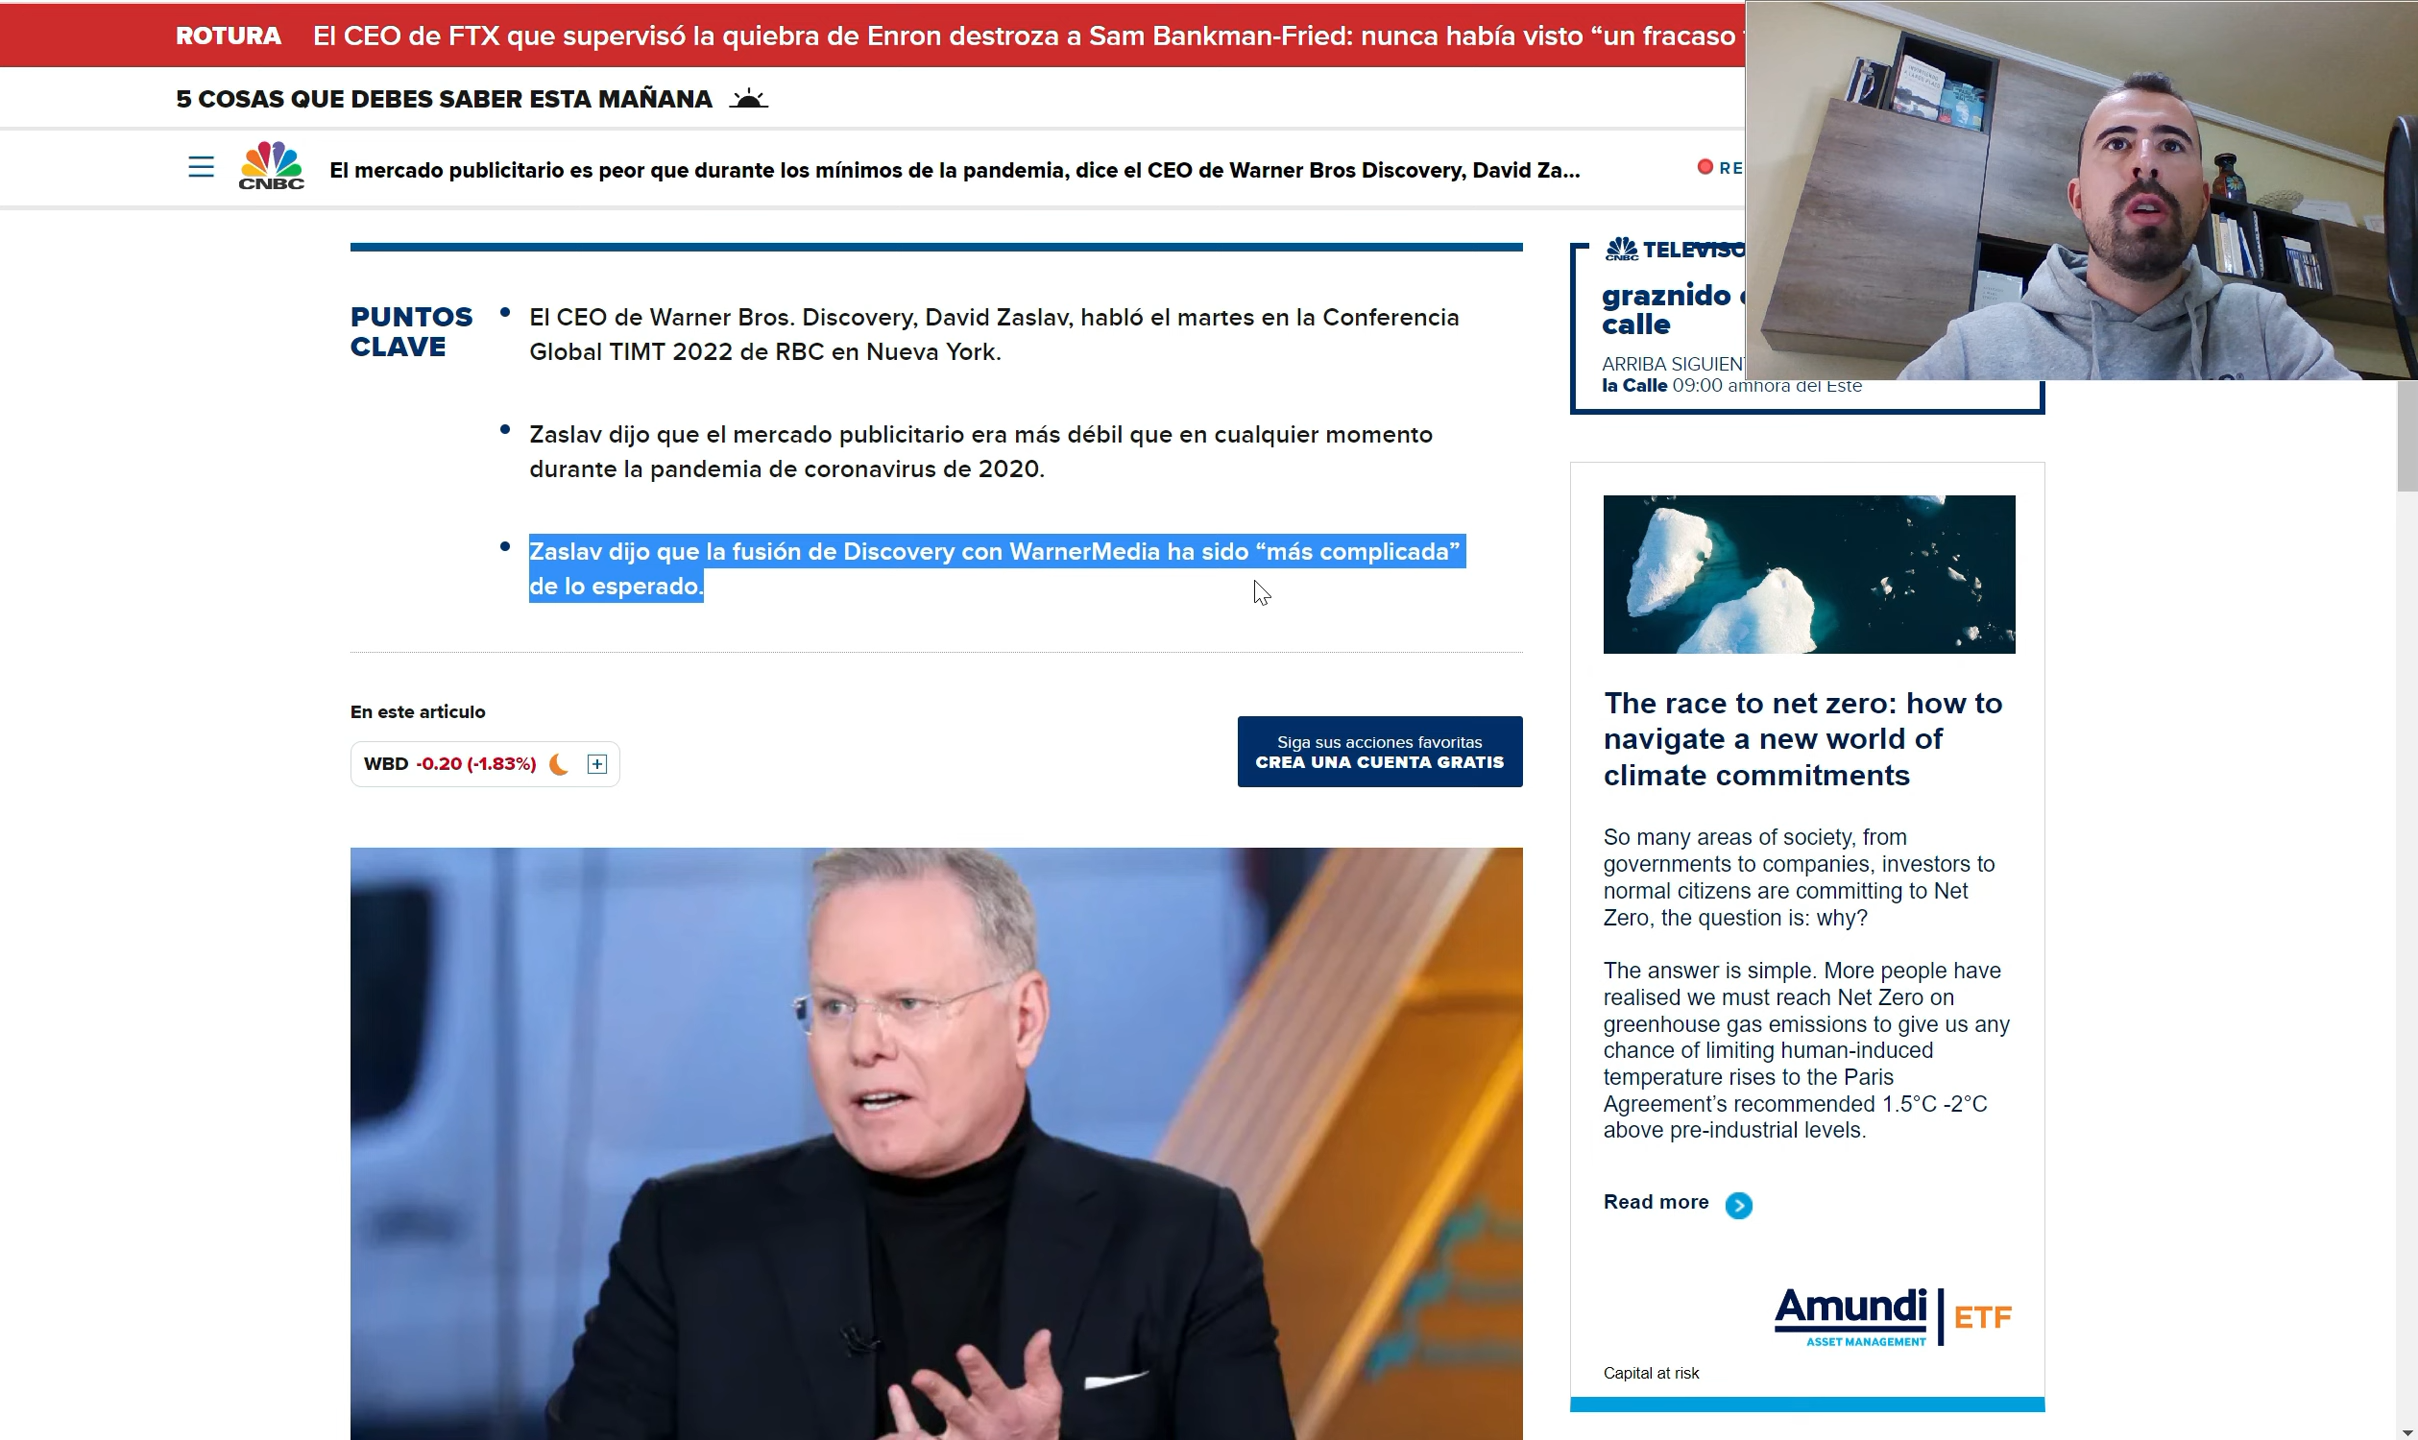 ROTURA El CEO de FTX que supervisó la quiebra de Enron destroza a Sam Bankman-Fried: nunca había visto “un fracaso
5 COSAS QUE DEBES SABER ESTA MAÑANA
CNBC
El mercado publicitario es peor que durante los mínimos de la pandemia, dice el CEO de Warner Bros Discovery, David Za...
RE
PUNTOS
CLAVE
El CEO de Warner Bros. Discovery, David Zaslav, habló el martes en la Conferencia
Global TIMT 2022 de RBC en Nueva York.
Zaslav dijo que el mercado publicitario era más débil que en cualquier momento
durante la pandemia de coronavirus de 2020.
Zaslav dijo que la fusión de Discovery con WarnerMedia ha sido “más complicada”
de lo esperado.
En este articulo
WBD -0.20 (-1.83%)
Siga sus acciones favoritas
CREA UNA CUENTA GRATIS
CNBC TELEVISO
graznido
calle
ARRIBA SIGUIEN
la Calle 09:00 amhora del Este
The race to net zero: how to
navigate a new world of
climate commitments
So many areas of society, from
governments to companies, investors to
normal citizens are committing to Net
Zero, the question is: why?
The answer is simple. More people have
realised we must reach Net Zero on
greenhouse gas emissions to give us any
chance of limiting human-induced
temperature rises to the Paris
Agreement’s recommended 1.5°C -2°C
above pre-industrial levels.
Read more
Amundi ETF
ASSET MANAGEMENT
Capital at risk